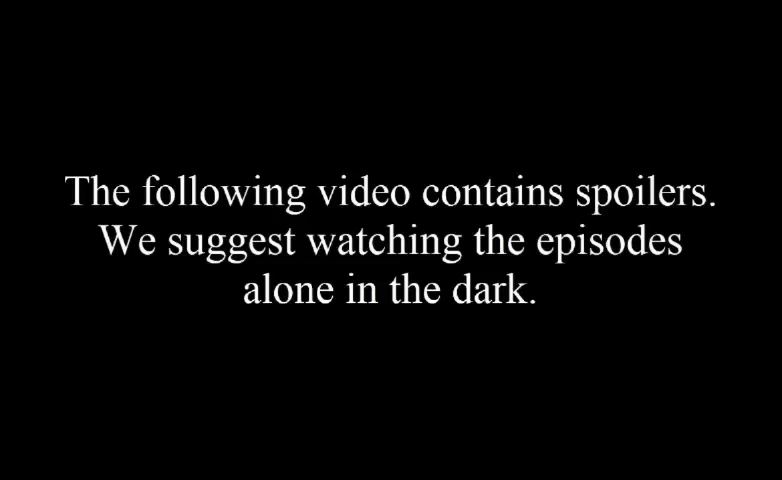 The following video contains spoilers.
We suggest watching the episodes
alone in the dark.